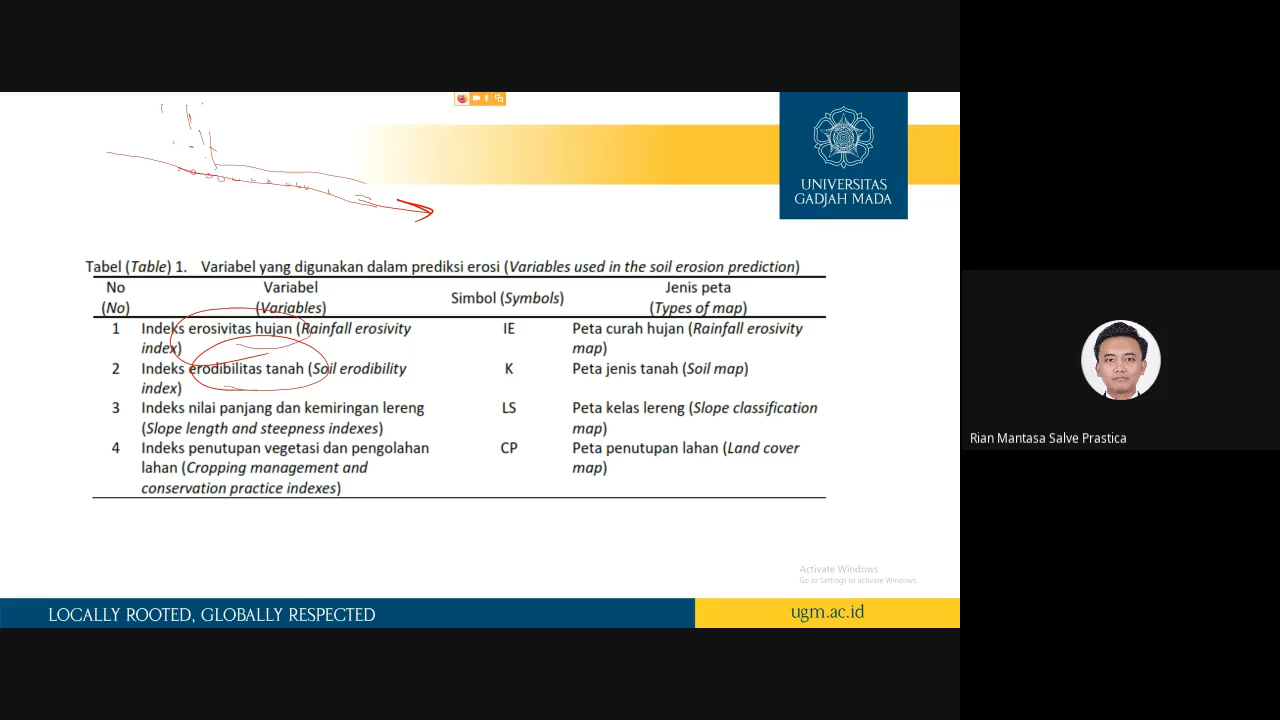 UNIVERSITAS
GADJAH MADA
Tabel (Table) 1. Variabel yang digunakan dalam prediksi erosi (Variables used in the soil erosion prediction)
No Variabel Jenis peta
(No) (Variables) Simbol (Symbols) (Types of map)
1 Indeks erosivitas hujan (Rainfall erosivity IE Peta curah hujan (Rainfall erosivity
index) map)
2 Indeks erodibilitas tanah (Soil erodibility K Peta jenis tanah (Soil map)
index)
3 Indeks nilai panjang dan kemiringan lereng LS Peta kelas lereng (Slope classification
(Slope length and steepness indexes) map)
4 Indeks penutupan vegetasi dan pengolahan CP Peta penutupan lahan (Land cover
lahan (Cropping management and map)
conservation practice indexes)
Rian Mantasa Salve Prastica
Activate Windows
Go to Settings to activate Windows.
LOCALLY ROOTED, GLOBALLY RESPECTED
ugm.ac.id